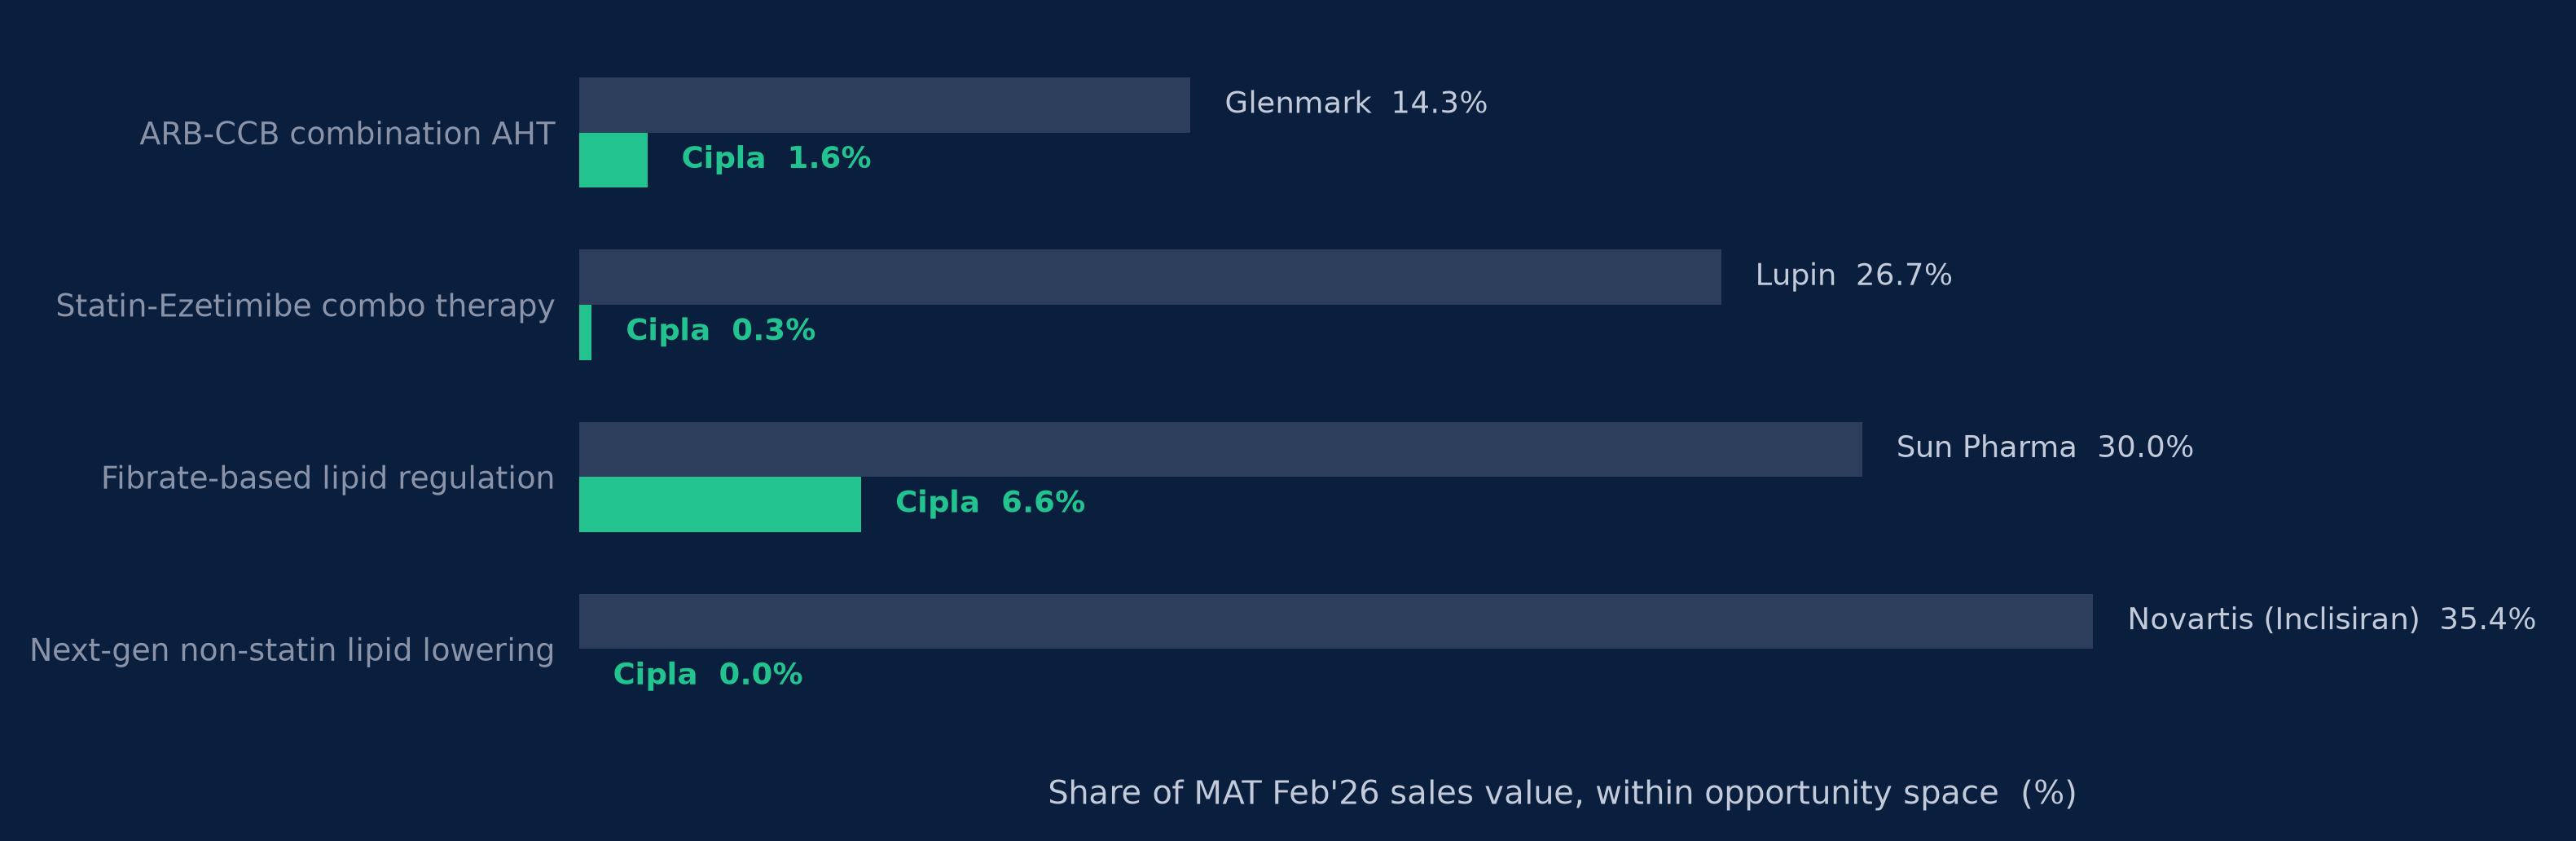 Glenmark 14.3%
ARB-CCB combination AHT
Cipla 1.6%
Lupin 26.7%
Statin-Ezetimibe combo therapy
Cipla 0.3%
Sun Pharma 30.0%
Fibrate-based lipid regulation
Cipla 6.6%
Novartis (Inclisiran) 35.4%
Next-gen non-statin lipid lowering
Cipla 0.0%
Share of MAT Feb'26 sales value, within opportunity space (%)